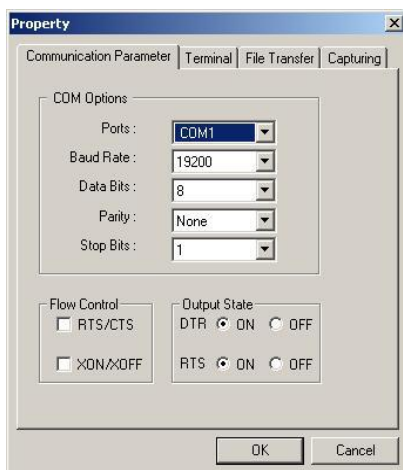 Property
Communication Parameter Terminal File Transfer Capturing
COM Options
Ports : COM1
Baud Rate : 19200
Data Bits : 8
Parity : None
Stop Bits : 1
Flow Control Output State
RTS/CTS DTR ON OFF
XON/XOFF RTS ON OFF
OK Cancel